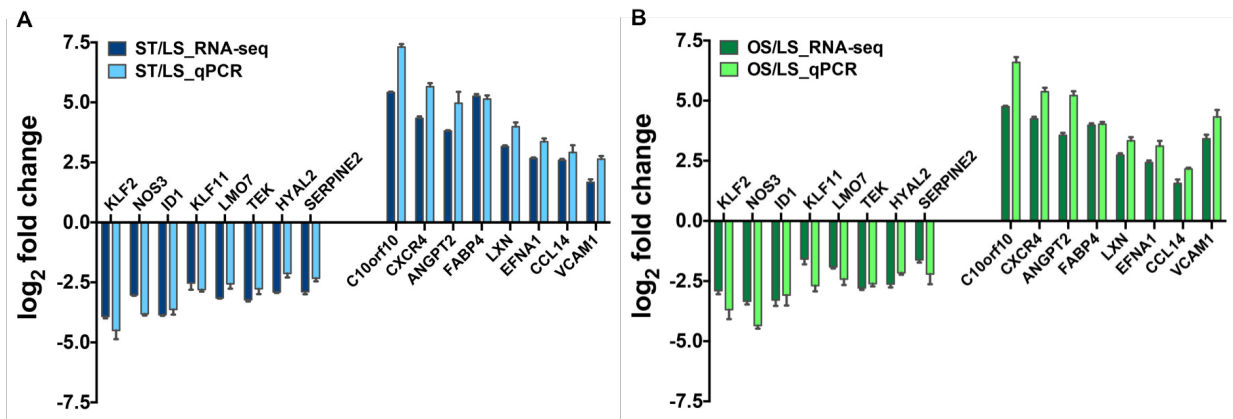 A
7.5
5.0
2.5
0.0
-2.5
-5.0
-7.5
log2 fold change
ST/LS_RNA-seq
ST/LS_qPCR
KLF2
NOS3
ID1
KLF11
LMO7
TEK
HYAL2
SERPINE2
C10orf10
CXCR4
ANGPT2
FABP4
LXN
EFNA1
CCL14
VCAM1
B
7.5
5.0
2.5
0.0
-2.5
-5.0
-7.5
log2 fold change
OS/LS_RNA-seq
OS/LS_qPCR
KLF2
NOS3
ID1
KLF11
LMO7
TEK
HYAL2
SERPINE2
C10orf10
CXCR4
ANGPT2
FABP4
LXN
EFNA1
CCL14
VCAM1